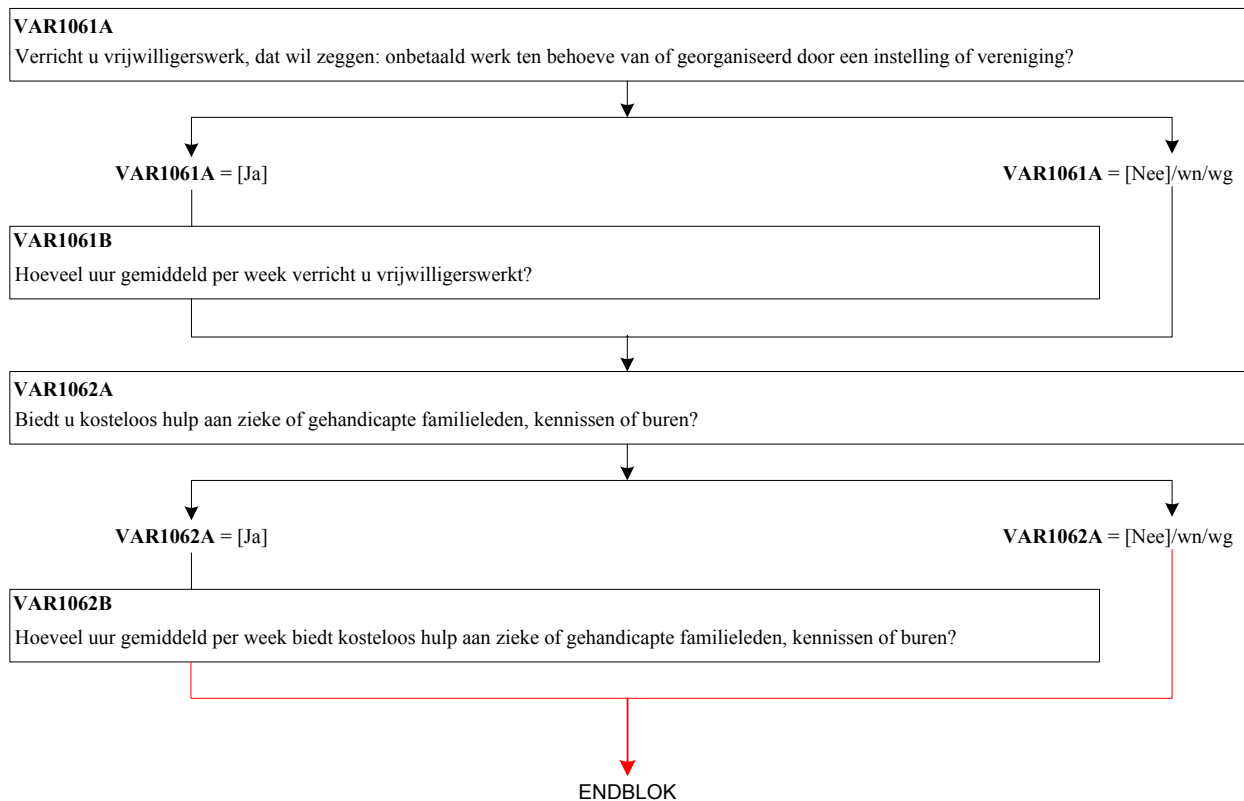 VAR1061A
Verricht u vrijwilligerswerk, dat wil zeggen: onbetaald werk ten behoeve van of georganiseerd door een instelling of vereniging?
VAR1061A = [Ja]
VAR1061A = [Nee]/wn/wg
VAR1061B
Hoeveel uur gemiddeld per week verricht u vrijwilligerswerkt?
VAR1062A
Biedt u kosteloos hulp aan zieke of gehandicapte familieleden, kennissen of buren?
VAR1062A = [Ja]
VAR1062A = [Nee]/wn/wg
VAR1062B
Hoeveel uur gemiddeld per week biedt kosteloos hulp aan zieke of gehandicapte familieleden, kennissen of buren?
ENDBLOK